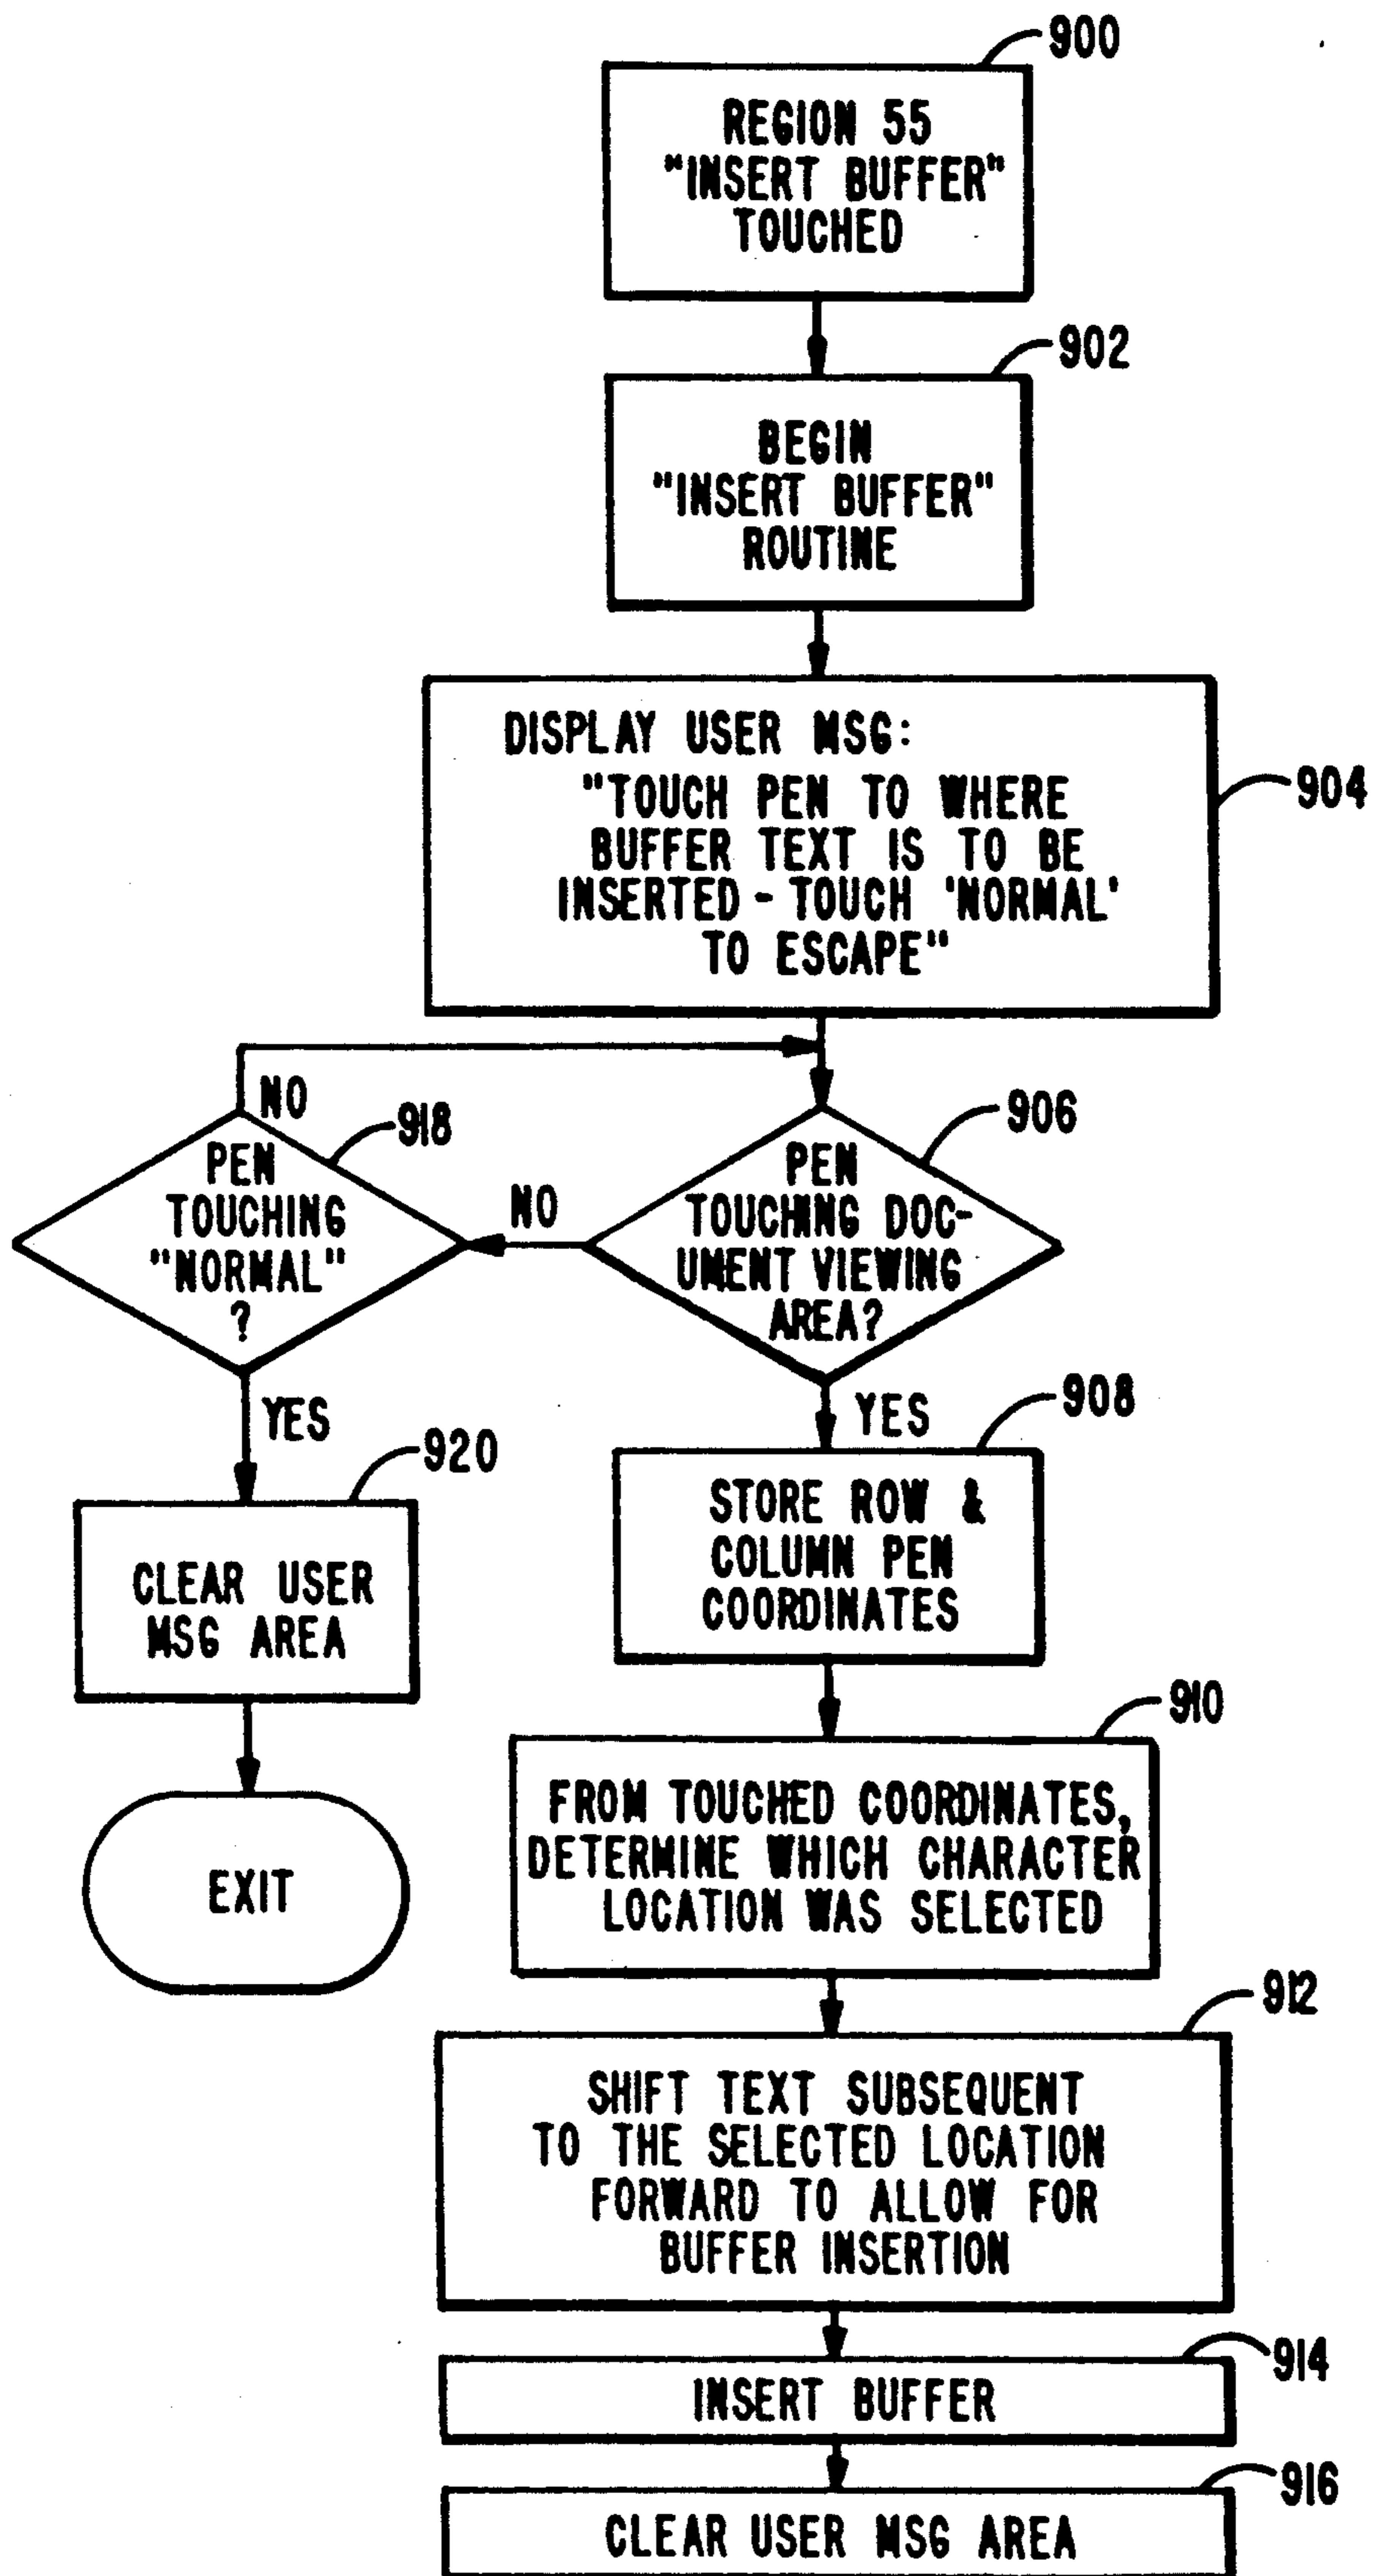 900
REGION 55
"INSERT BUFFER"
TOUCHED
902
BEGIN
"INSERT BUFFER"
ROUTINE
904
DISPLAY USER MSG:
"TOUCH PEN TO WHERE
BUFFER TEXT IS TO BE
INSERTED - TOUCH 'NORMAL'
TO ESCAPE"
906
PEN
TOUCHING DOC-
UMENT VIEWING
AREA?
NO
918
PEN
TOUCHING
"NORMAL"
?
NO
YES
920
CLEAR USER
MSG AREA
EXIT
YES
908
STORE ROW &
COLUMN PEN
COORDINATES
910
FROM TOUCHED COORDINATES,
DETERMINE WHICH CHARACTER
LOCATION WAS SELECTED
912
SHIFT TEXT SUBSEQUENT
TO THE SELECTED LOCATION
FORWARD TO ALLOW FOR
BUFFER INSERTION
914
INSERT BUFFER
916
CLEAR USER MSG AREA